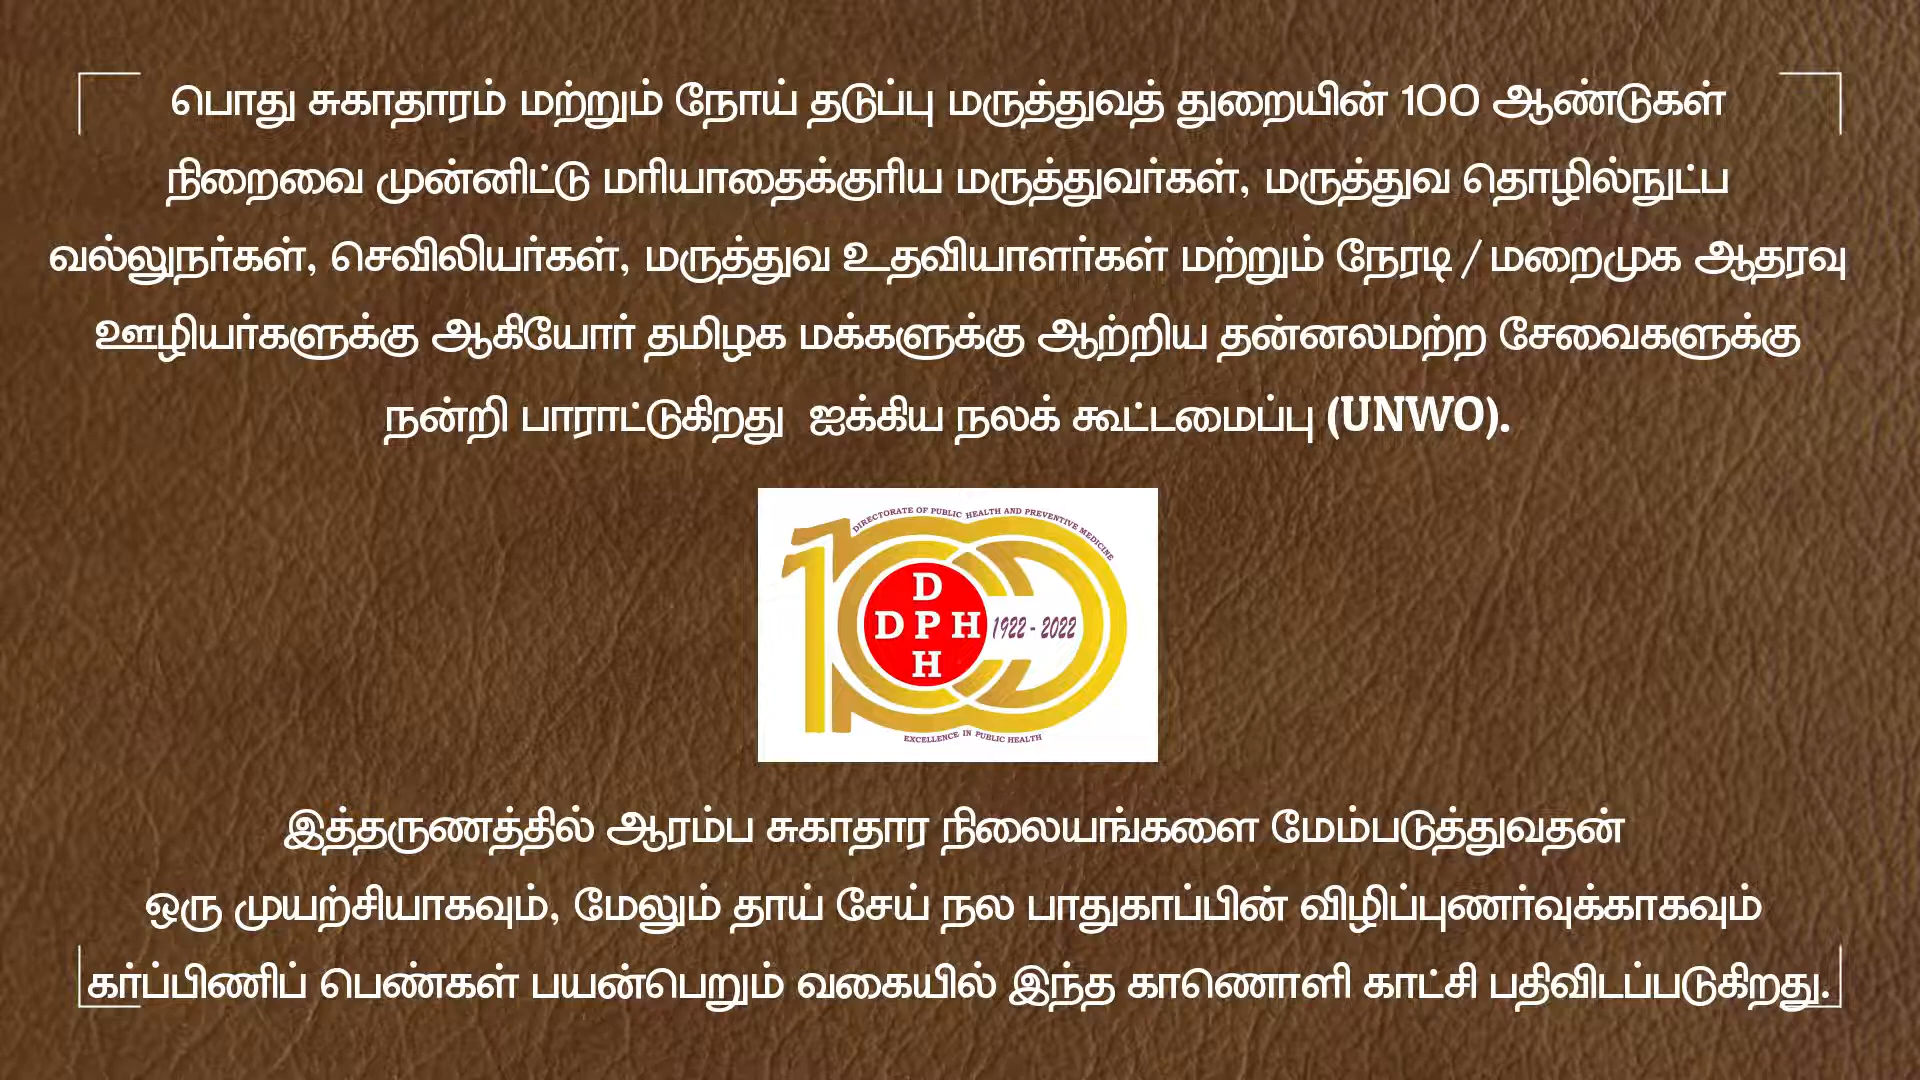 பொது சுகாதாரம் மற்றும் நோய் தடுப்பு மருத்துவத் துறையின் 100 ஆண்டுகள்
நிறைவை முன்னிட்டு மரியாதைக்குரிய மருத்துவர்கள், மருத்துவ தொழில்நுட்ப
வல்லுநர்கள், செவிலியர்கள், மருத்துவ உதவியாளர்கள் மற்றும் நேரடி / மறைமுக ஆதரவு
ஊழியர்களுக்கு ஆகியோர் தமிழக மக்களுக்கு ஆற்றிய தன்னலமற்ற சேவைகளுக்கு
நன்றி பாராட்டுகிறது ஐக்கிய நலக் கூட்டமைப்பு (UNWO).
DIRECTORATE OF PUBLIC HEALTH AND PREVENTIVE MEDICINE
100
D
D P H
H
1922 - 2022
EXCELLENCE IN PUBLIC HEALTH
இத்தருணத்தில் ஆரம்ப சுகாதார நிலையங்களை மேம்படுத்துவதன்
ஒரு முயற்சியாகவும், மேலும் தாய் சேய் நல பாதுகாப்பின் விழிப்புணர்வுக்காகவும்
கர்ப்பிணிப் பெண்கள் பயன்பெறும் வகையில் இந்த காணொளி காட்சி பதிவிடப்படுகிறது.